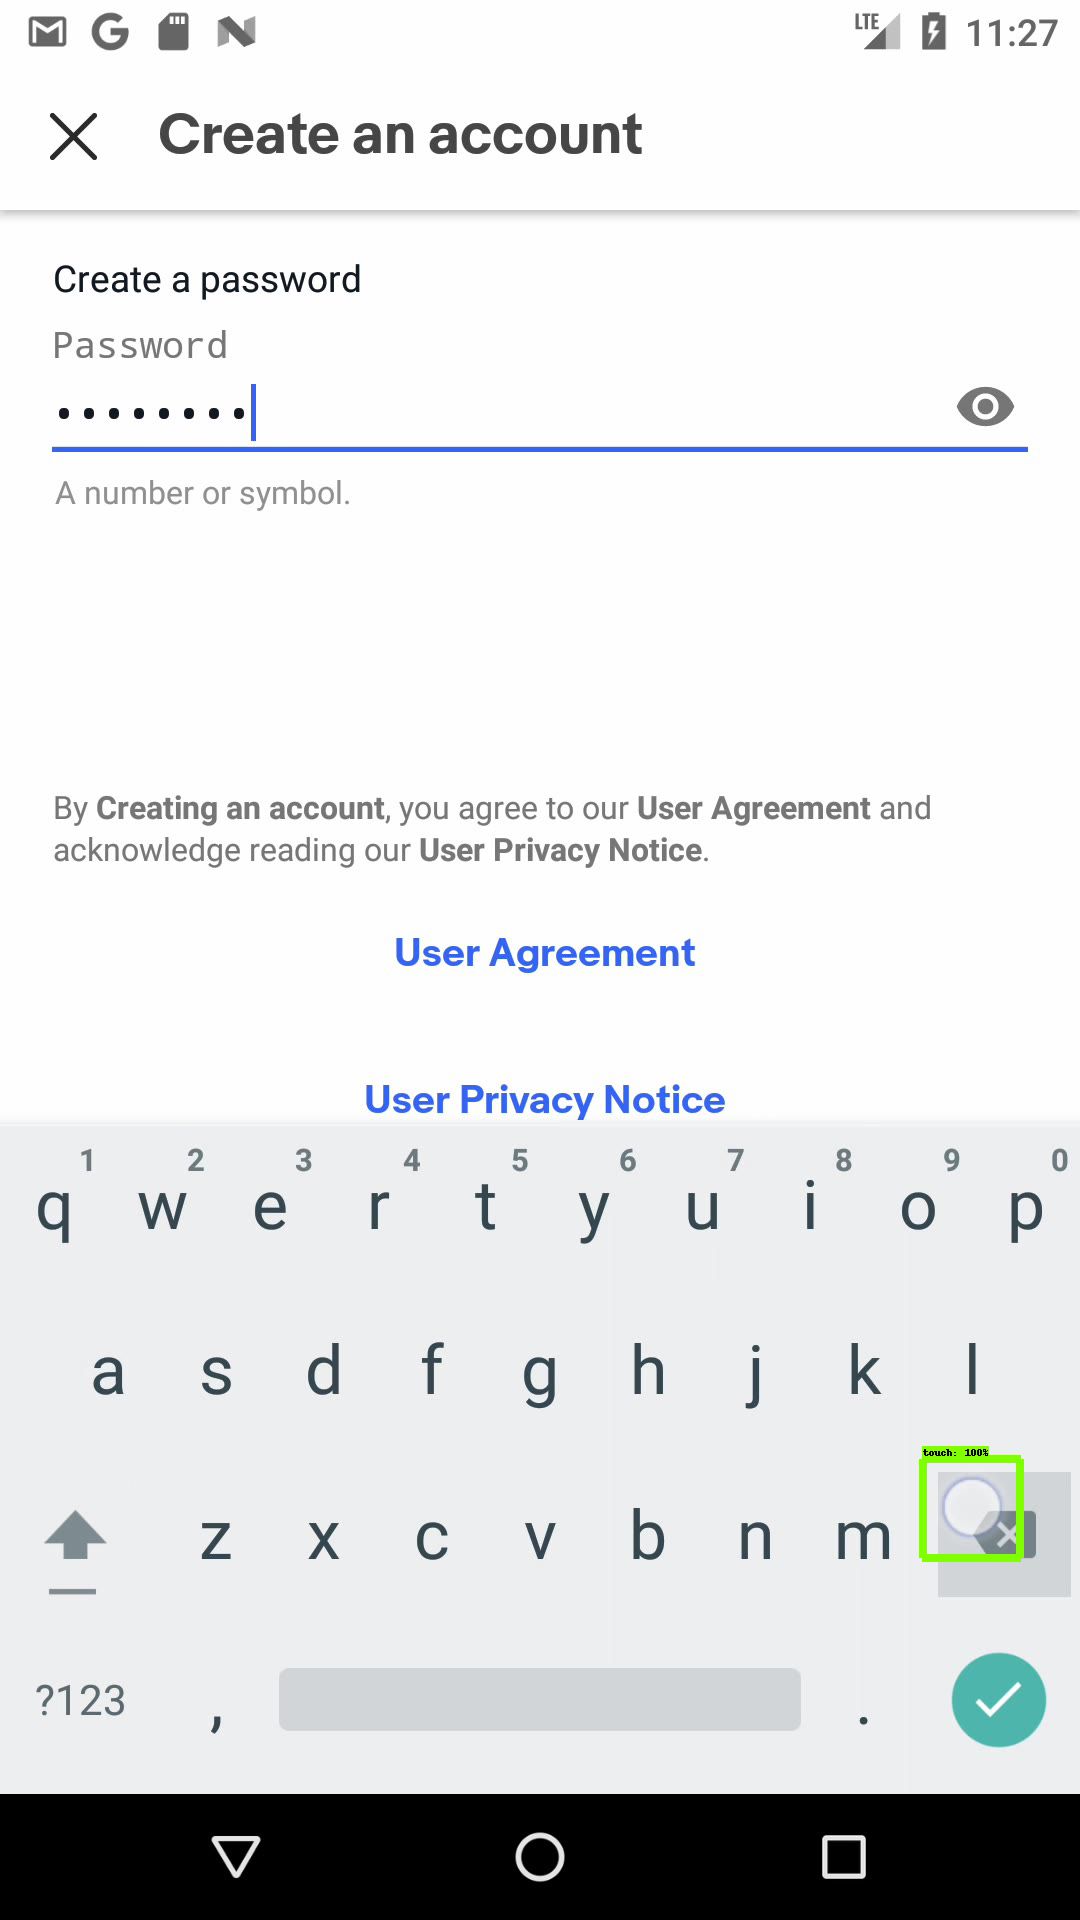 LTE 11:27
Create an account
Create a password
Password
••••••••
A number or symbol.
By Creating an account, you agree to our User Agreement and
acknowledge reading our User Privacy Notice.
User Agreement
User Privacy Notice
1 2 3 4 5 6 7 8 9 0
q w e r t y u i o p
a s d f g h j k l
touch: 100%
z x c v b n m
?123 , .